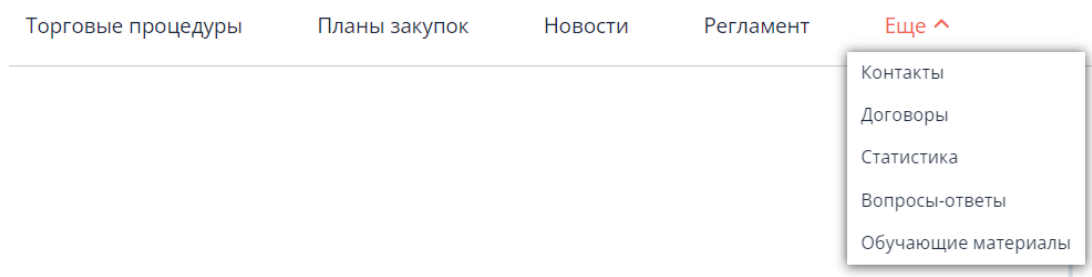 Торговые процедуры Планы закупок Новости Регламент Еще
Контакты
Договоры
Статистика
Вопросы-ответы
Обучающие материалы